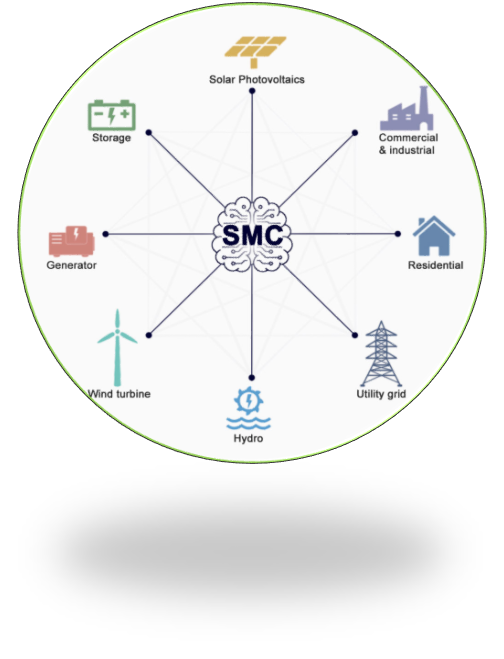 Solar Photovoltaics
Storage
Commercial
& industrial
SMC
Generator
Residential
Wind turbine
Utility grid
Hydro